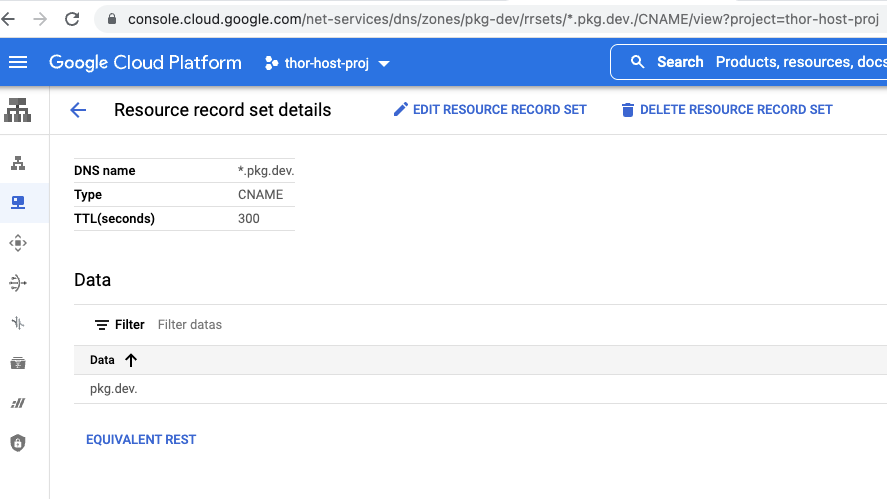 console.cloud.google.com/net-services/dns/zones/pkg-dev/rrsets/*.pkg.dev./CNAME/view?project=thor-host-proj
Google Cloud Platform
thor-host-proj
Search Products, resources, docs
Resource record set details
EDIT RESOURCE RECORD SET
DELETE RESOURCE RECORD SET
DNS name *.pkg.dev.
Type CNAME
TTL(seconds) 300
Data
Filter Filter datas
Data
pkg.dev.
EQUIVALENT REST